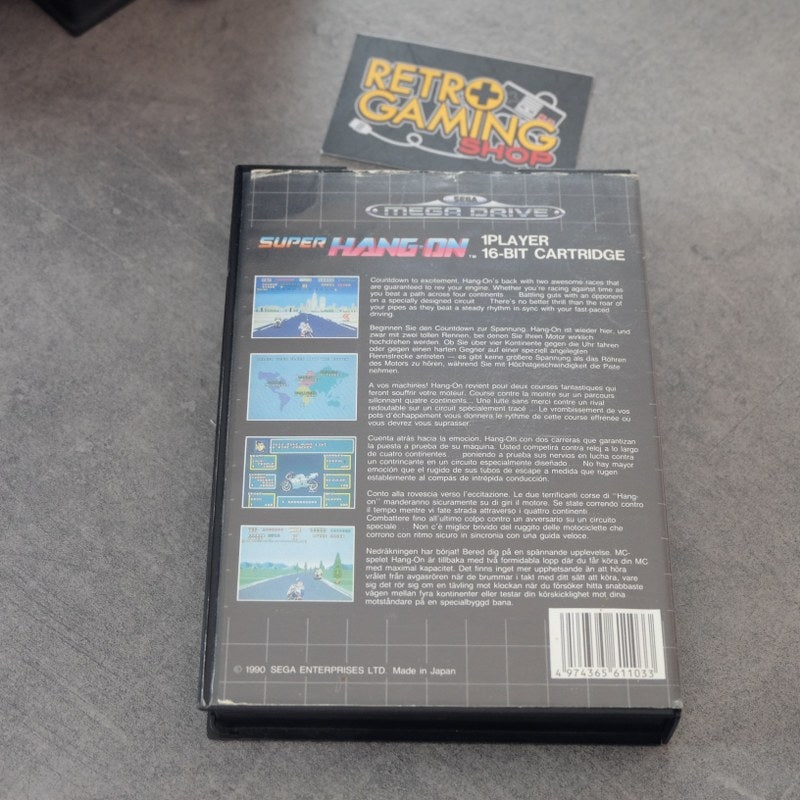 RETRO
GAMING
SHOP
SEGA
MEGA DRIVE
SUPER HANG-ON™ 1PLAYER
16-BIT CARTRIDGE
Countdown to excitement. Hang-On's back with two awesome races that
are guaranteed to rev your engine. Whether you're racing against time as
you beat a path across four continents... Battling guts with an opponent
on a specially designed circuit... There's no better thrill than the roar of
your pipes as they beat a steady rhythm in sync with your fast-paced
driving.
Beginnen Sie den Countdown zur Spannung. Hang-On ist wieder hier, und
zwar mit zwei tollen Rennen, bei denen Sie Ihren Motor wirklich
hochdrehen werden. Ob Sie über vier Kontinente gegen die Uhr fahren
oder gegen einen harten Gegner auf einer speziell angelegten
Rennstrecke antreten — es gibt keine größere Spannung als das Röhren
des Motors zu hören, während Sie mit Höchstgeschwindigkeit die Piste
nehmen.
A vos machines! Hang-On revient pour deux courses fantastiques qui
feront souffrir votre moteur. Course contre la montre sur un parcours
sillonnant quatre continents... Une lutte sans merci contre un rival
redoutable sur un circuit spécialement tracé... Le vrombissement de vos
pots d'échappement vous donnera le rythme de cette course effrénée où
vous devrez vous surpasser.
Cuenta atrás hacia la emoción. Hang-On con dos carreras que garantizan
la puesta a prueba de su maquina. Usted competirá contra reloj a lo largo
de cuatro continentes... poniendo a prueba sus nervios en lucha contra
un contrincante en un circuito especialmente diseñado... No hay mayor
emoción que el rugido de sus tubos de escape a medida que rugen
establemente al compás de intrépida conducción.
Conto alla rovescia verso l'eccitazione. Le due terrificanti corse di "Hang-
on" manderanno sicuramente su di giri il motore. Se state correndo contro
il tempo mentre vi fate strada attraverso i quattro continenti...
Combattere fino all'ultimo colpo contro un avversario su un circuito
speciale... Non c'è miglior brivido del ruggito delle motociclette che
corrono con ritmo sicuro in sincronia con una guida veloce.
Nedräkningen har börjat! Bered dig på en spännande upplevelse. MC-
spelet Hang-On är tillbaka med två formidabla lopp där du får köra din MC
med maximal kapacitet. Det finns inget mer upphetsande än att höra
vrålet från avgasrören när de brummar i takt med ditt sätt att köra, vare
sig det rör sig om en tävling mot klockan när du försöker hitta snabbaste
vägen mellan fyra kontinenter eller testar din körskicklighet mot dina
motståndare på en specialbyggd bana.
© 1990 SEGA ENTERPRISES LTD. Made in Japan
4 974365 611033